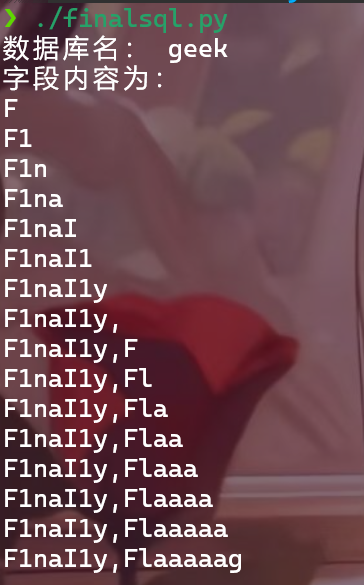 ❯ ./finalsql.py
数据库名： geek
字段内容为：
F
F1
F1n
F1na
F1naI
F1naI1
F1naI1y
F1naI1y,
F1naI1y,F
F1naI1y,Fl
F1naI1y,Fla
F1naI1y,Flaa
F1naI1y,Flaaa
F1naI1y,Flaaaa
F1naI1y,Flaaaaa
F1naI1y,Flaaaaag